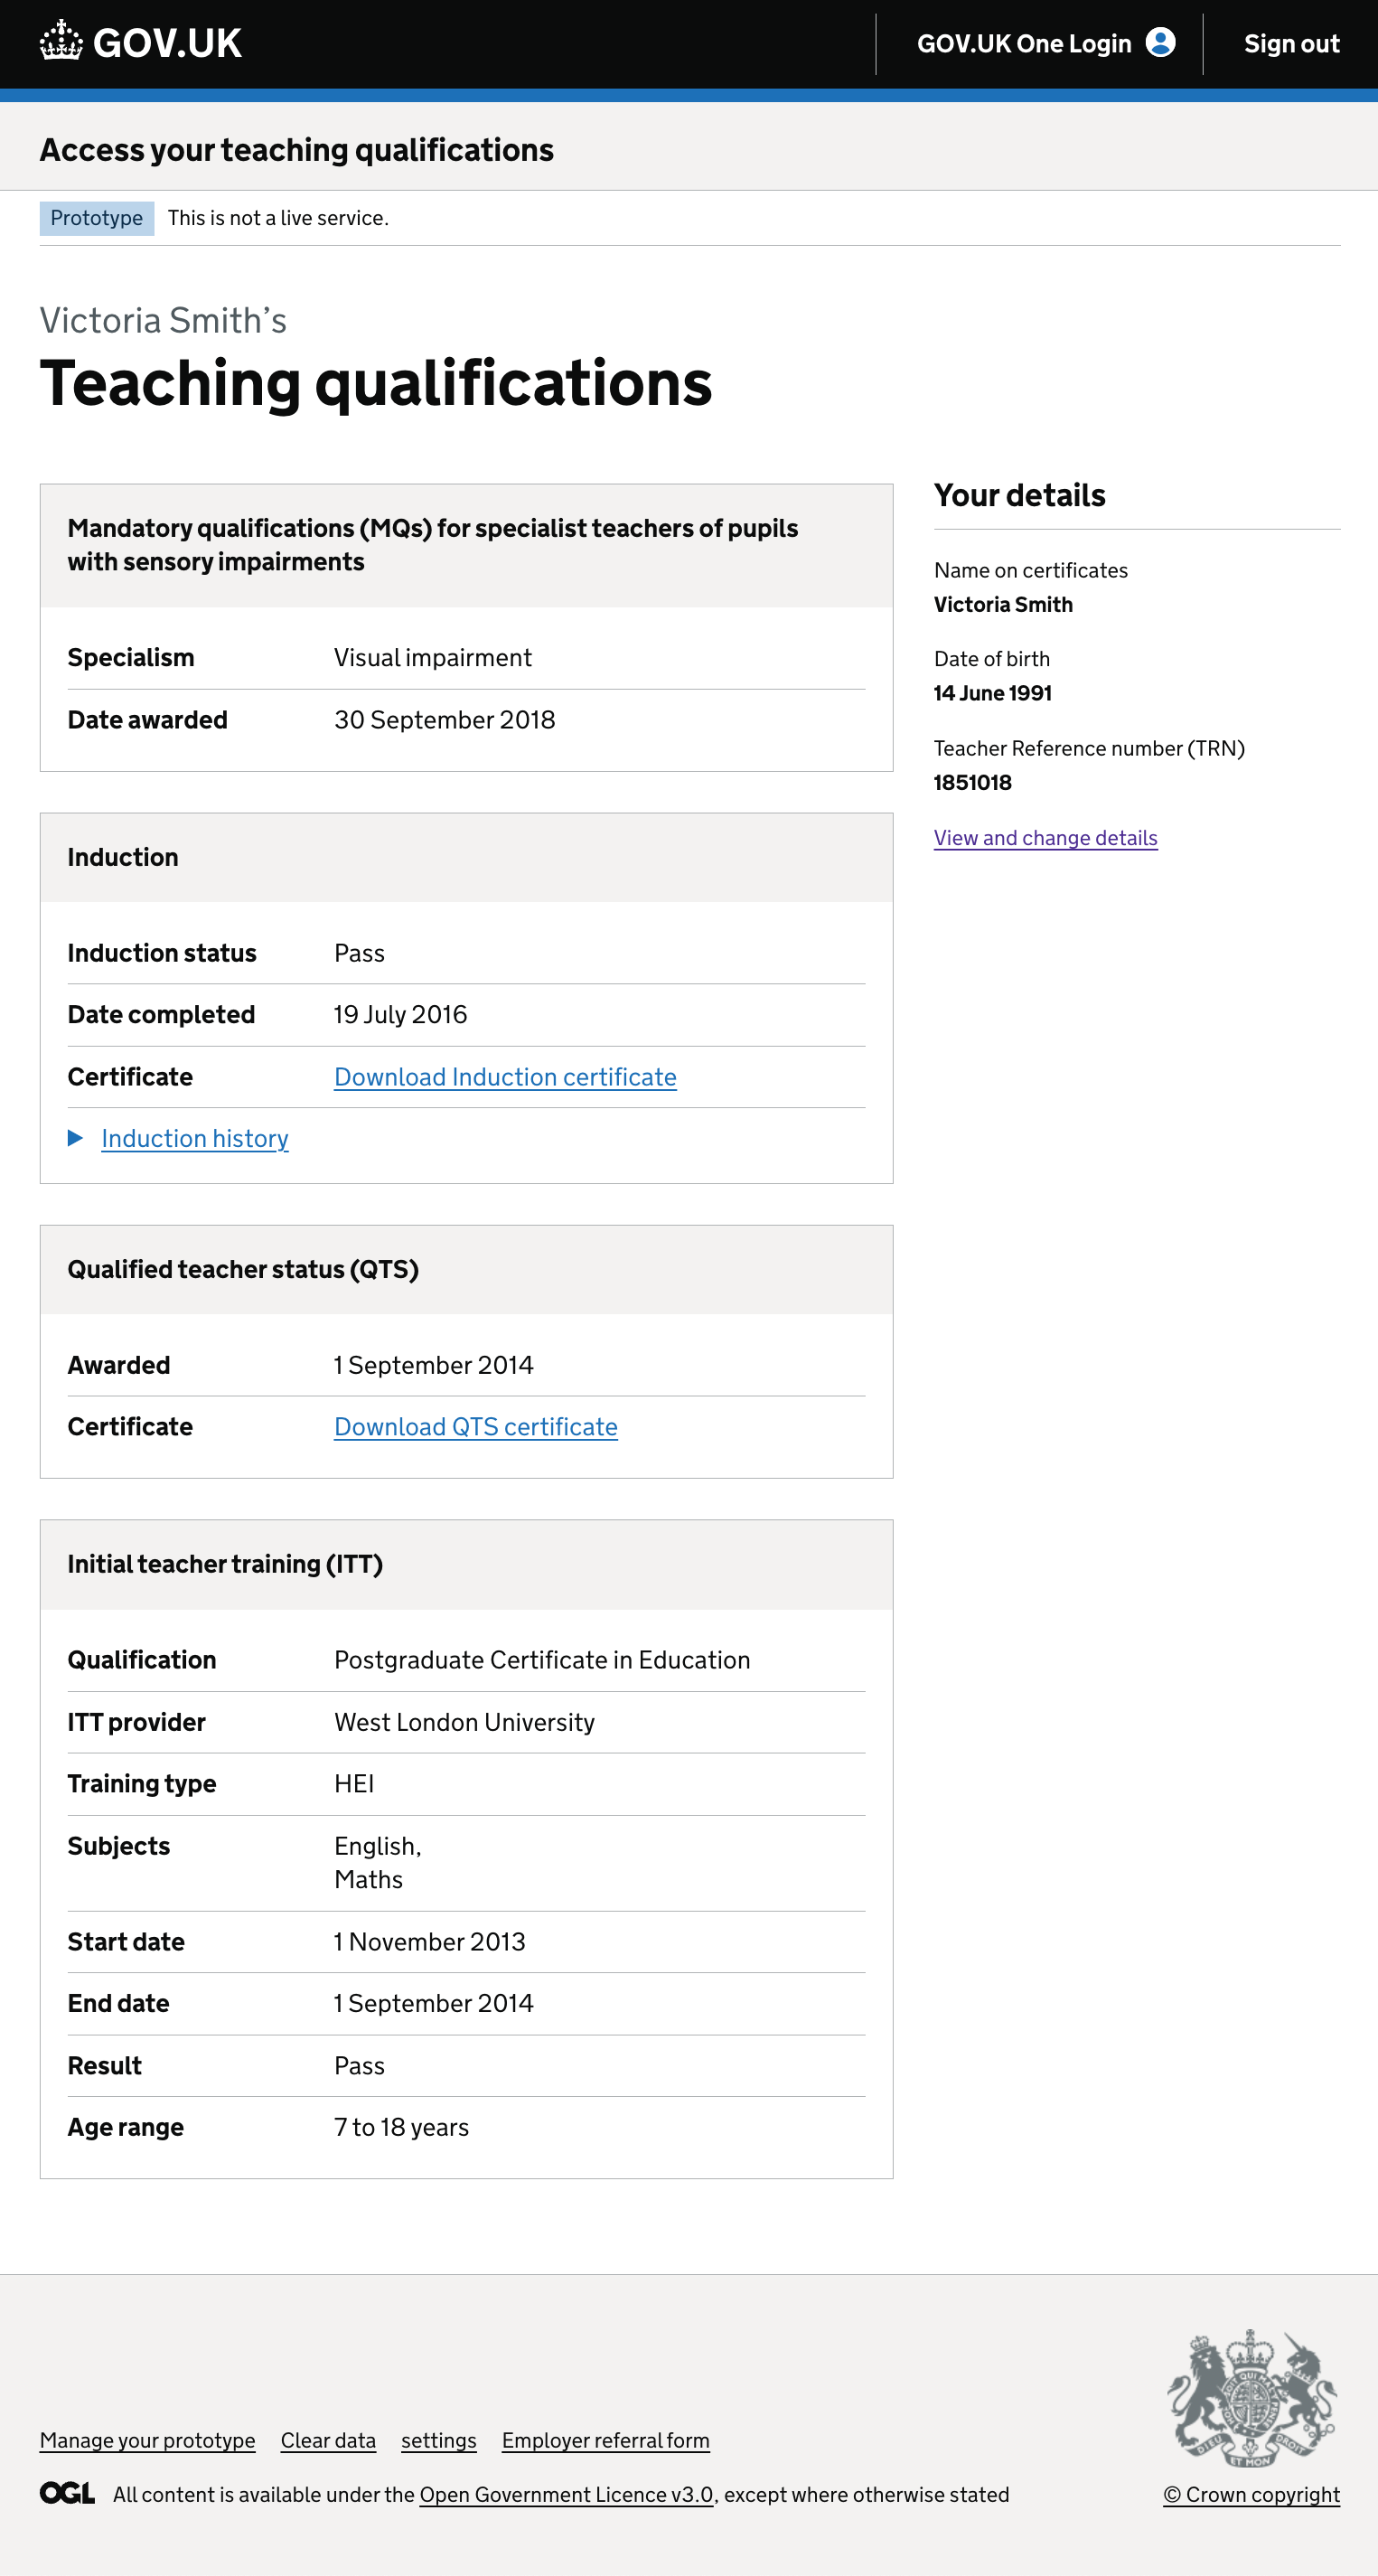 GOV.UK
GOV.UK One Login
Sign out
Access your teaching qualifications
Prototype This is not a live service.
Victoria Smith’s
Teaching qualifications
Mandatory qualifications (MQs) for specialist teachers of pupils
with sensory impairments
Specialism Visual impairment
Date awarded 30 September 2018
Induction
Induction status Pass
Date completed 19 July 2016
Certificate Download Induction certificate
Induction history
Qualified teacher status (QTS)
Awarded 1 September 2014
Certificate Download QTS certificate
Initial teacher training (ITT)
Qualification Postgraduate Certificate in Education
ITT provider West London University
Training type HEI
Subjects English,
Maths
Start date 1 November 2013
End date 1 September 2014
Result Pass
Age range 7 to 18 years
Your details
Name on certificates
Victoria Smith
Date of birth
14 June 1991
Teacher Reference number (TRN)
1851018
View and change details
Manage your prototype Clear data settings Employer referral form
OGL All content is available under the Open Government Licence v3.0, except where otherwise stated
DIEU ET MON DROIT
© Crown copyright